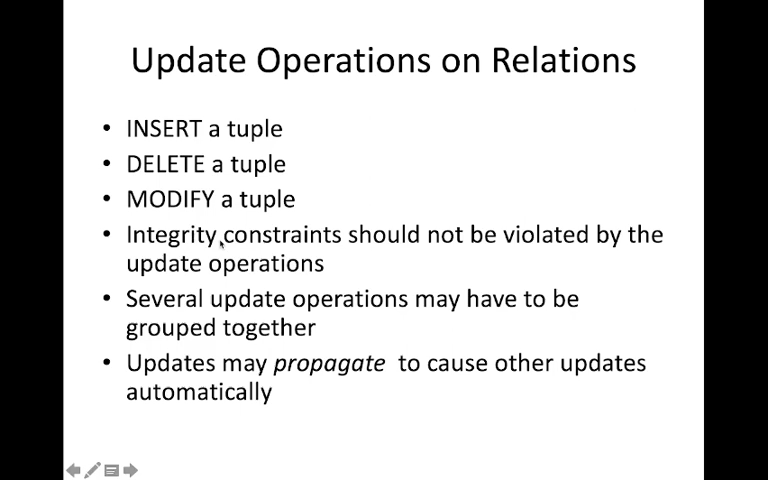 Update Operations on Relations
• INSERT a tuple
• DELETE a tuple
• MODIFY a tuple
• Integrity constraints should not be violated by the
update operations
• Several update operations may have to be
grouped together
• Updates may propagate to cause other updates
automatically